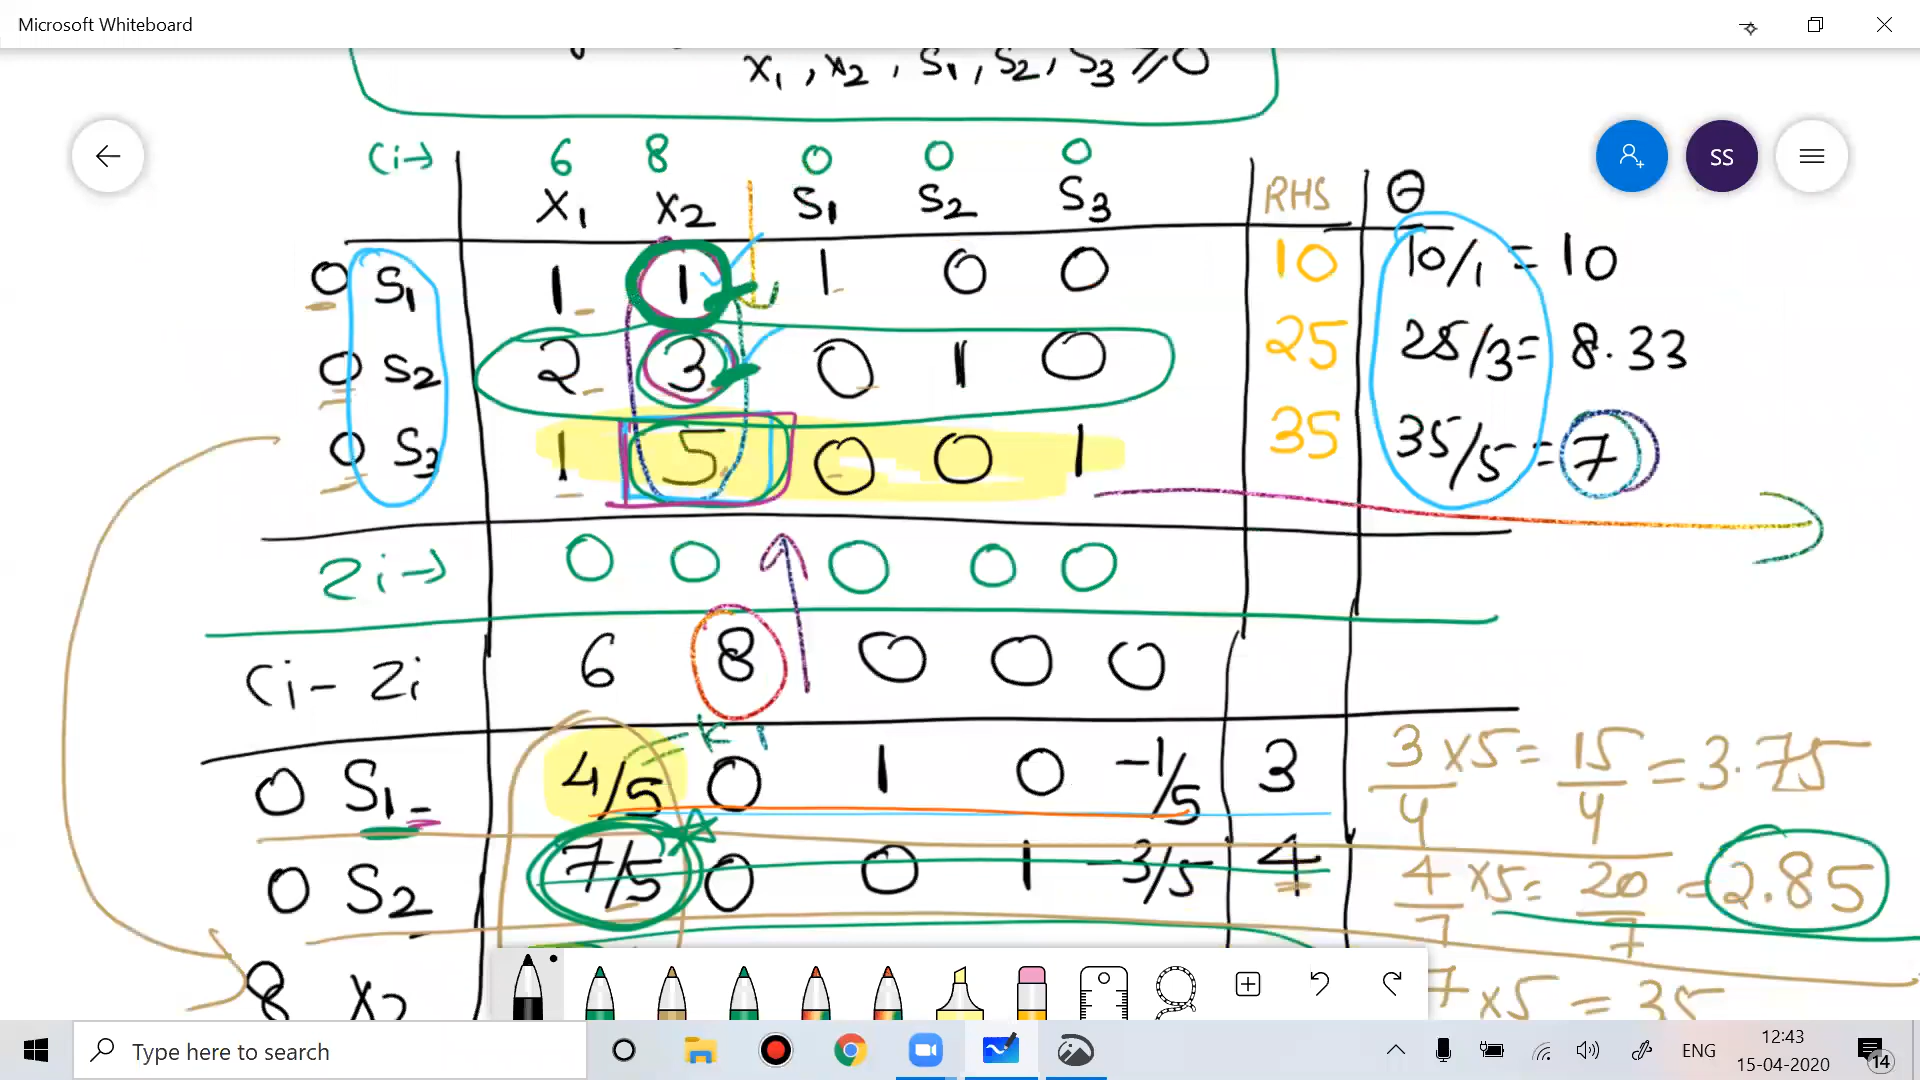 Microsoft Whiteboard
x₁, x₂, S₁, S₂, S₃ ≥ 0
Ci→ 6 8 0 0 0
X₁ X₂ S₁ S₂ S₃ RHS θ
0 S₁ 1 1 1 0 0 10 10/1 = 10
0 S₂ 2 3 0 1 0 25 25/3 = 8.33
0 S₃ 1 5 0 0 1 35 35/5 = 7
Zi→ 0 0 0 0 0
Ci - Zi 6 8 0 0 0
0 S₁ 4/5 0 1 0 -1/5 3 3/4 ×5 = 15/4 = 3.75
0 S₂ 7/5 0 0 1 -3/5 4 4/7 ×5 = 20/7 = 2.85
8 X₂ 7 ×5 = 35
SS
Type here to search
ENG
12:43
15-04-2020
14